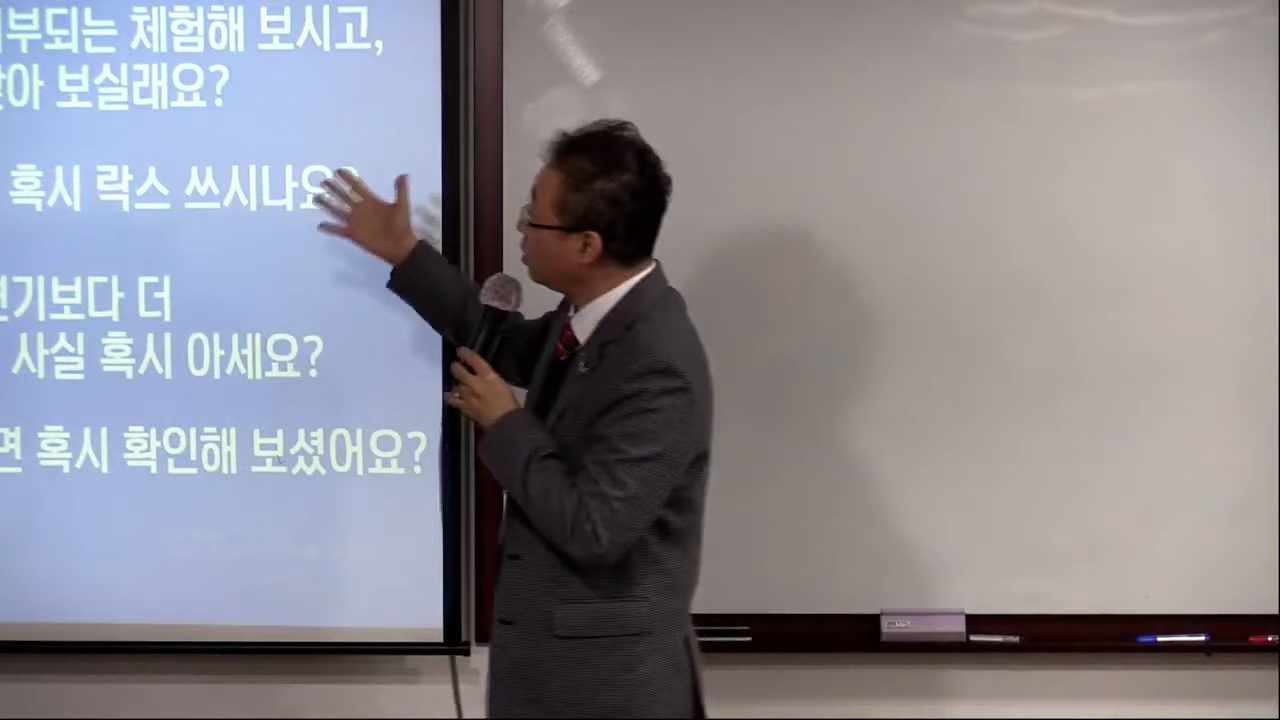 부되는 체험해 보시고,
아 보실래요?
혹시 락스 쓰시나요?
기보다 더
사실 혹시 아세요?
면 혹시 확인해 보셨어요?